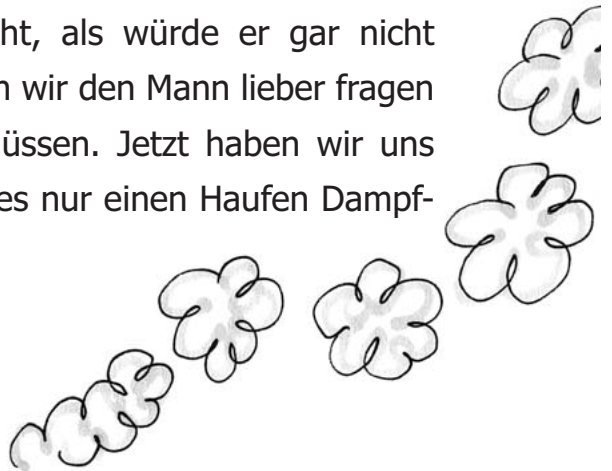 ht, als würde er gar nicht
wir den Mann lieber fragen
üssen. Jetzt haben wir uns
es nur einen Haufen Dampf-